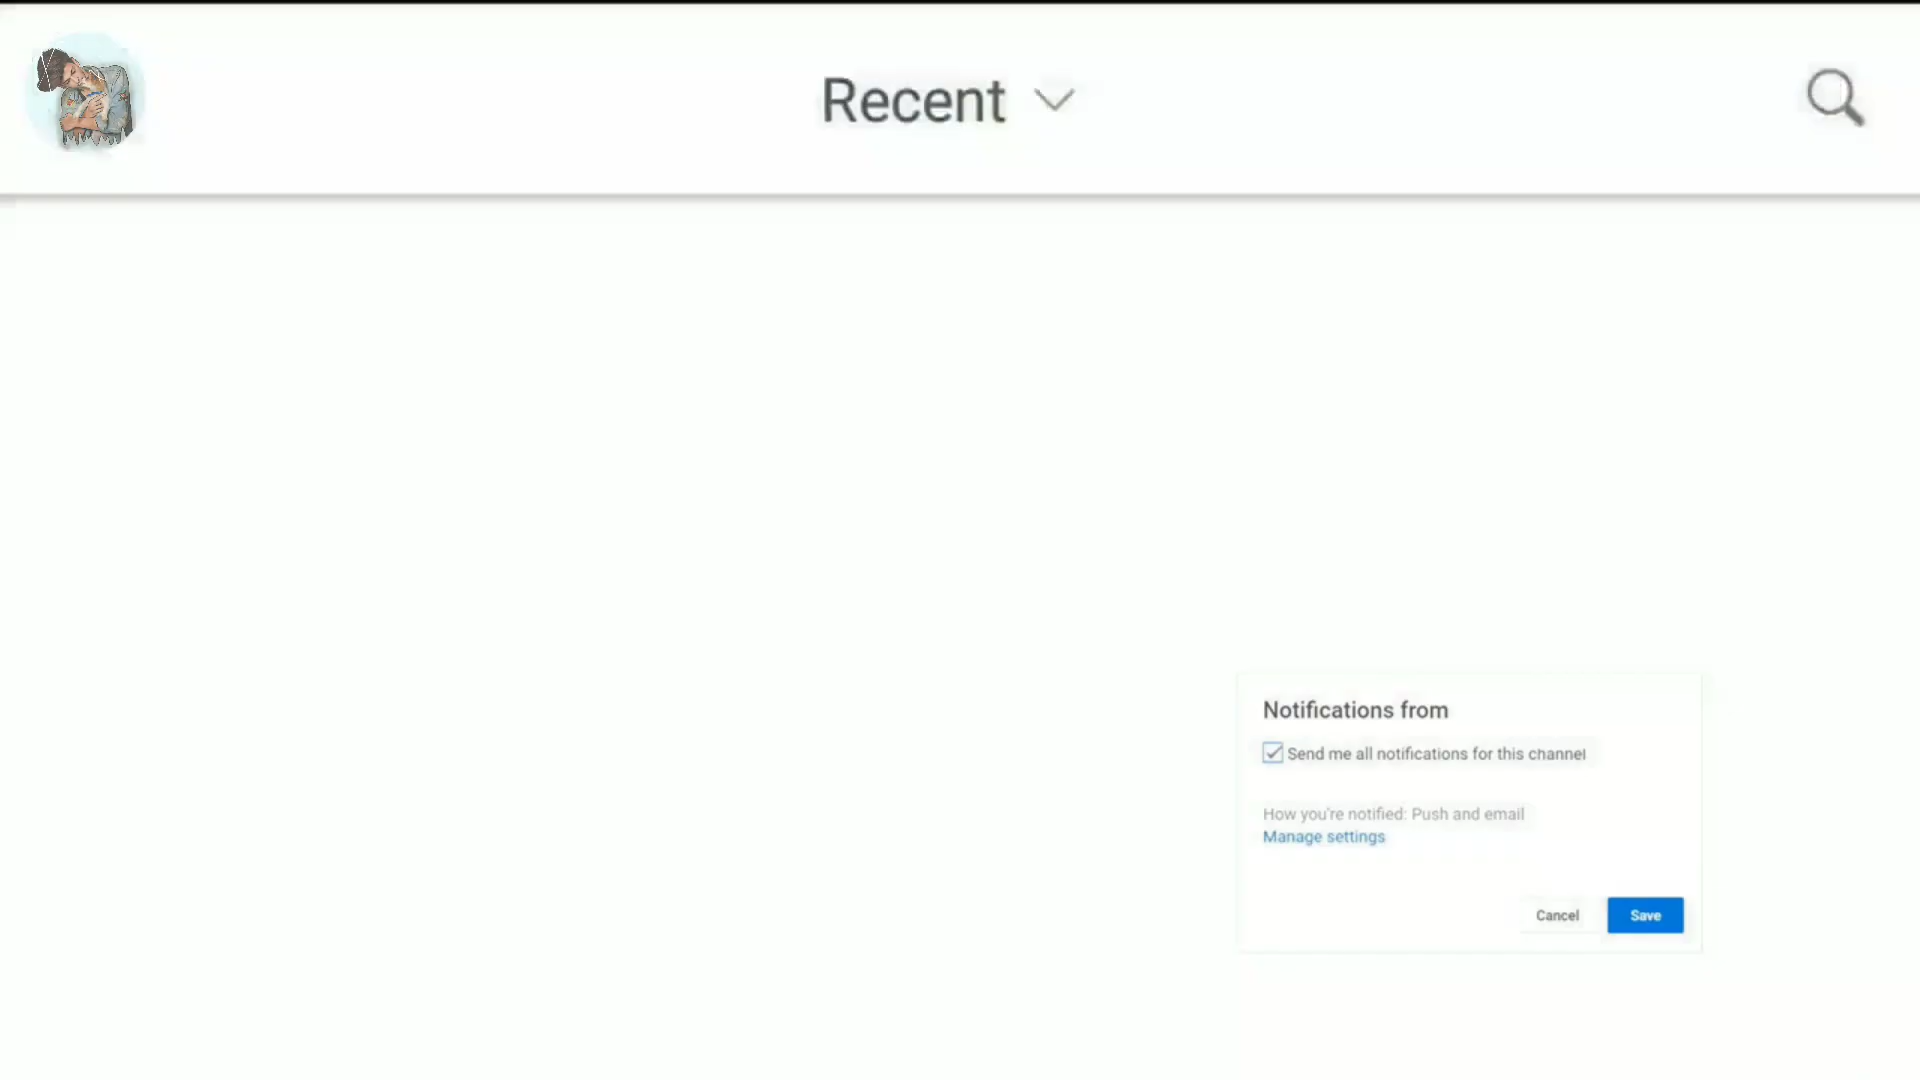 Recent
Notifications from
Send me all notifications for this channel
How you're notified: Push and email
Manage settings
Cancel
Save